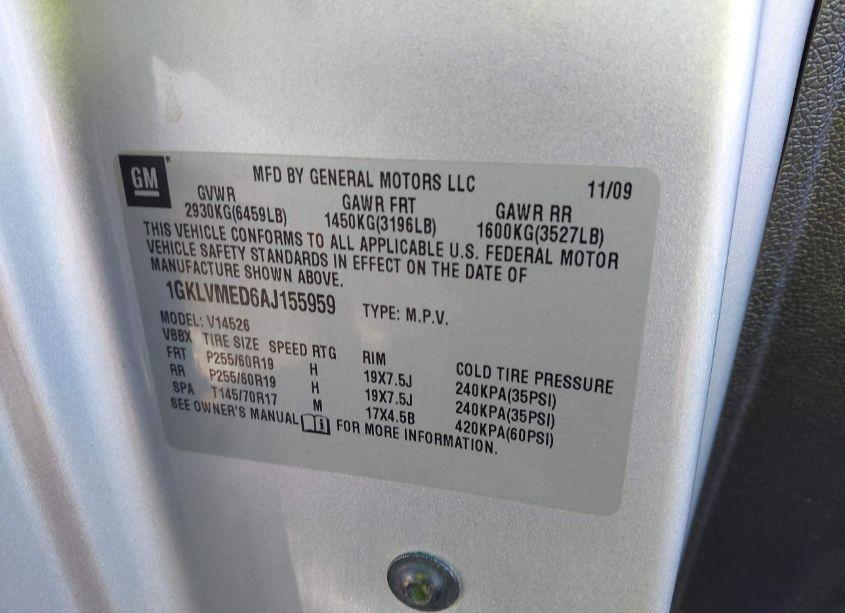 GM MFD BY GENERAL MOTORS LLC 11/09
GVWR GAWR FRT GAWR RR
2930KG(6459LB) 1450KG(3196LB) 1600KG(3527LB)
THIS VEHICLE CONFORMS TO ALL APPLICABLE U.S. FEDERAL MOTOR
VEHICLE SAFETY STANDARDS IN EFFECT ON THE DATE OF
MANUFACTURE SHOWN ABOVE.
1GKLVMED6AJ155959 TYPE: M.P.V.
MODEL: V14526
VBBX TIRE SIZE SPEED RTG RIM COLD TIRE PRESSURE
FRT P255/60R19 H 19X7.5J 240KPA(35PSI)
RR P255/60R19 H 19X7.5J 240KPA(35PSI)
SPA T145/70R17 M 17X4.5B 420KPA(60PSI)
SEE OWNER'S MANUAL FOR MORE INFORMATION.